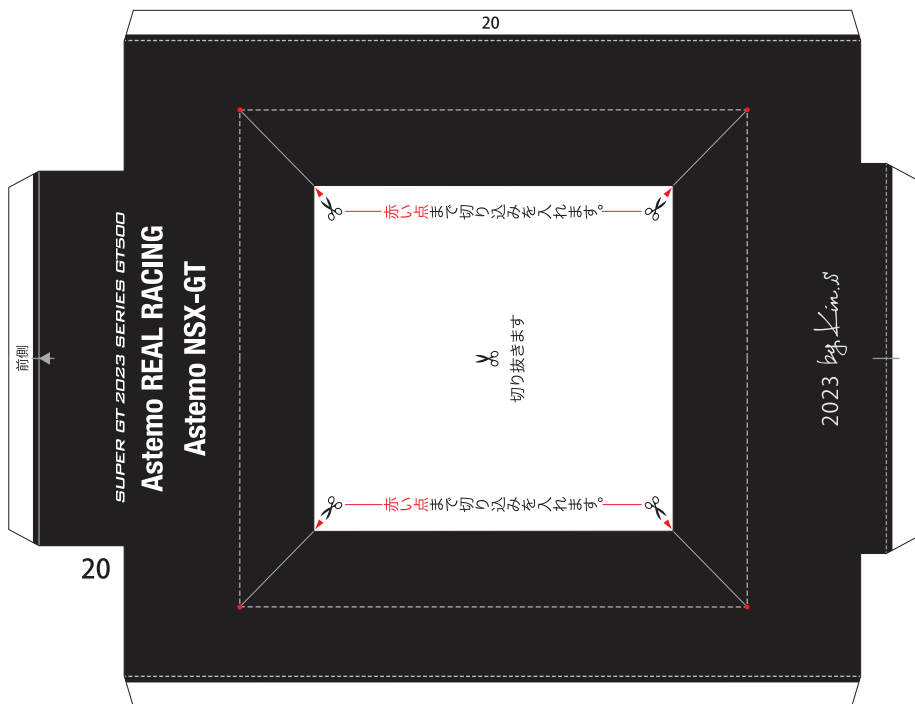 20
前側
SUPER GT 2023 SERIES GT500
Astemo REAL RACING
Astemo NSX-GT
赤い点まで切り込みを入れます。
切り抜きます
赤い点まで切り込みを入れます。
2023 by Kin.s
20